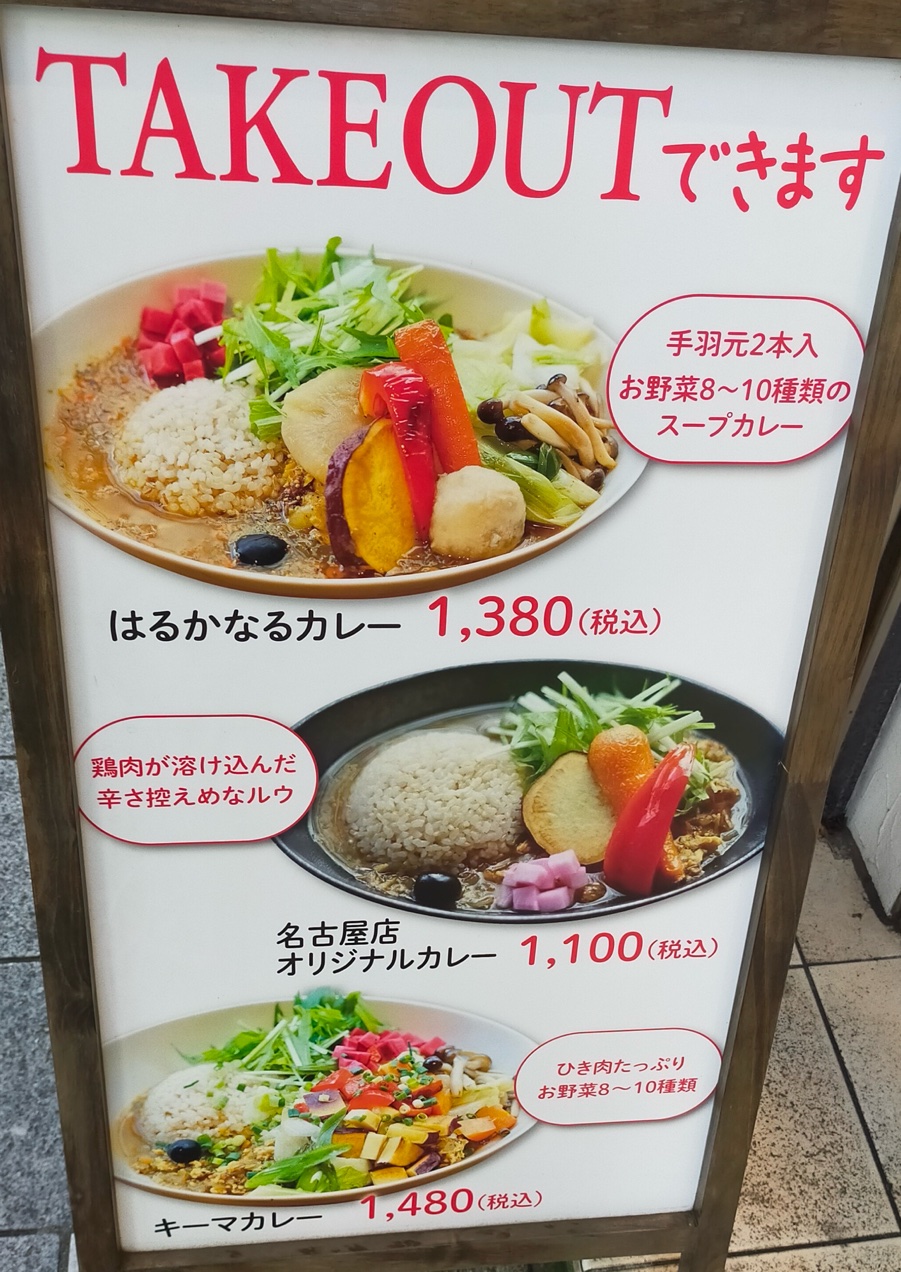 TAKEOUTできます
手羽元2本入
お野菜8～10種類の
スープカレー
はるかなるカレー 1,380(税込)
鶏肉が溶け込んだ
辛さ控えめなルウ
名古屋店
オリジナルカレー 1,100(税込)
ひき肉たっぷり
お野菜8～10種類
キーマカレー 1,480(税込)